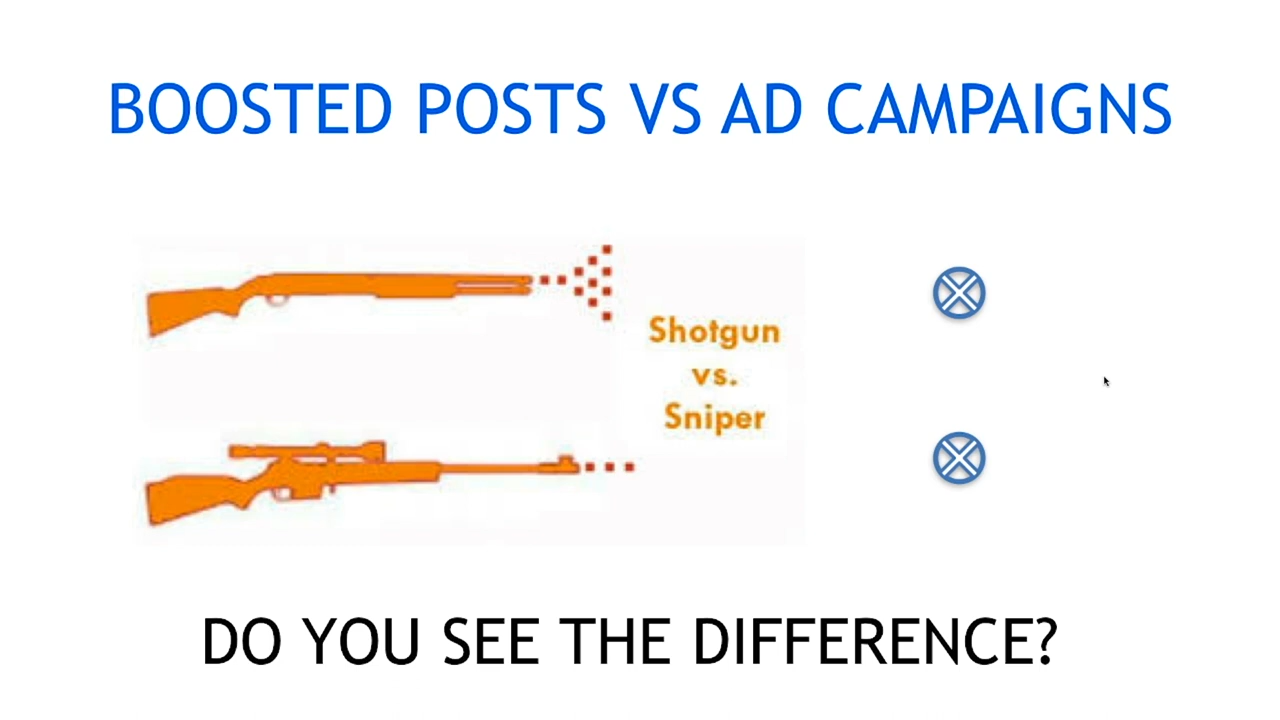 BOOSTED POSTS VS AD CAMPAIGNS
Shotgun
vs.
Sniper
DO YOU SEE THE DIFFERENCE?